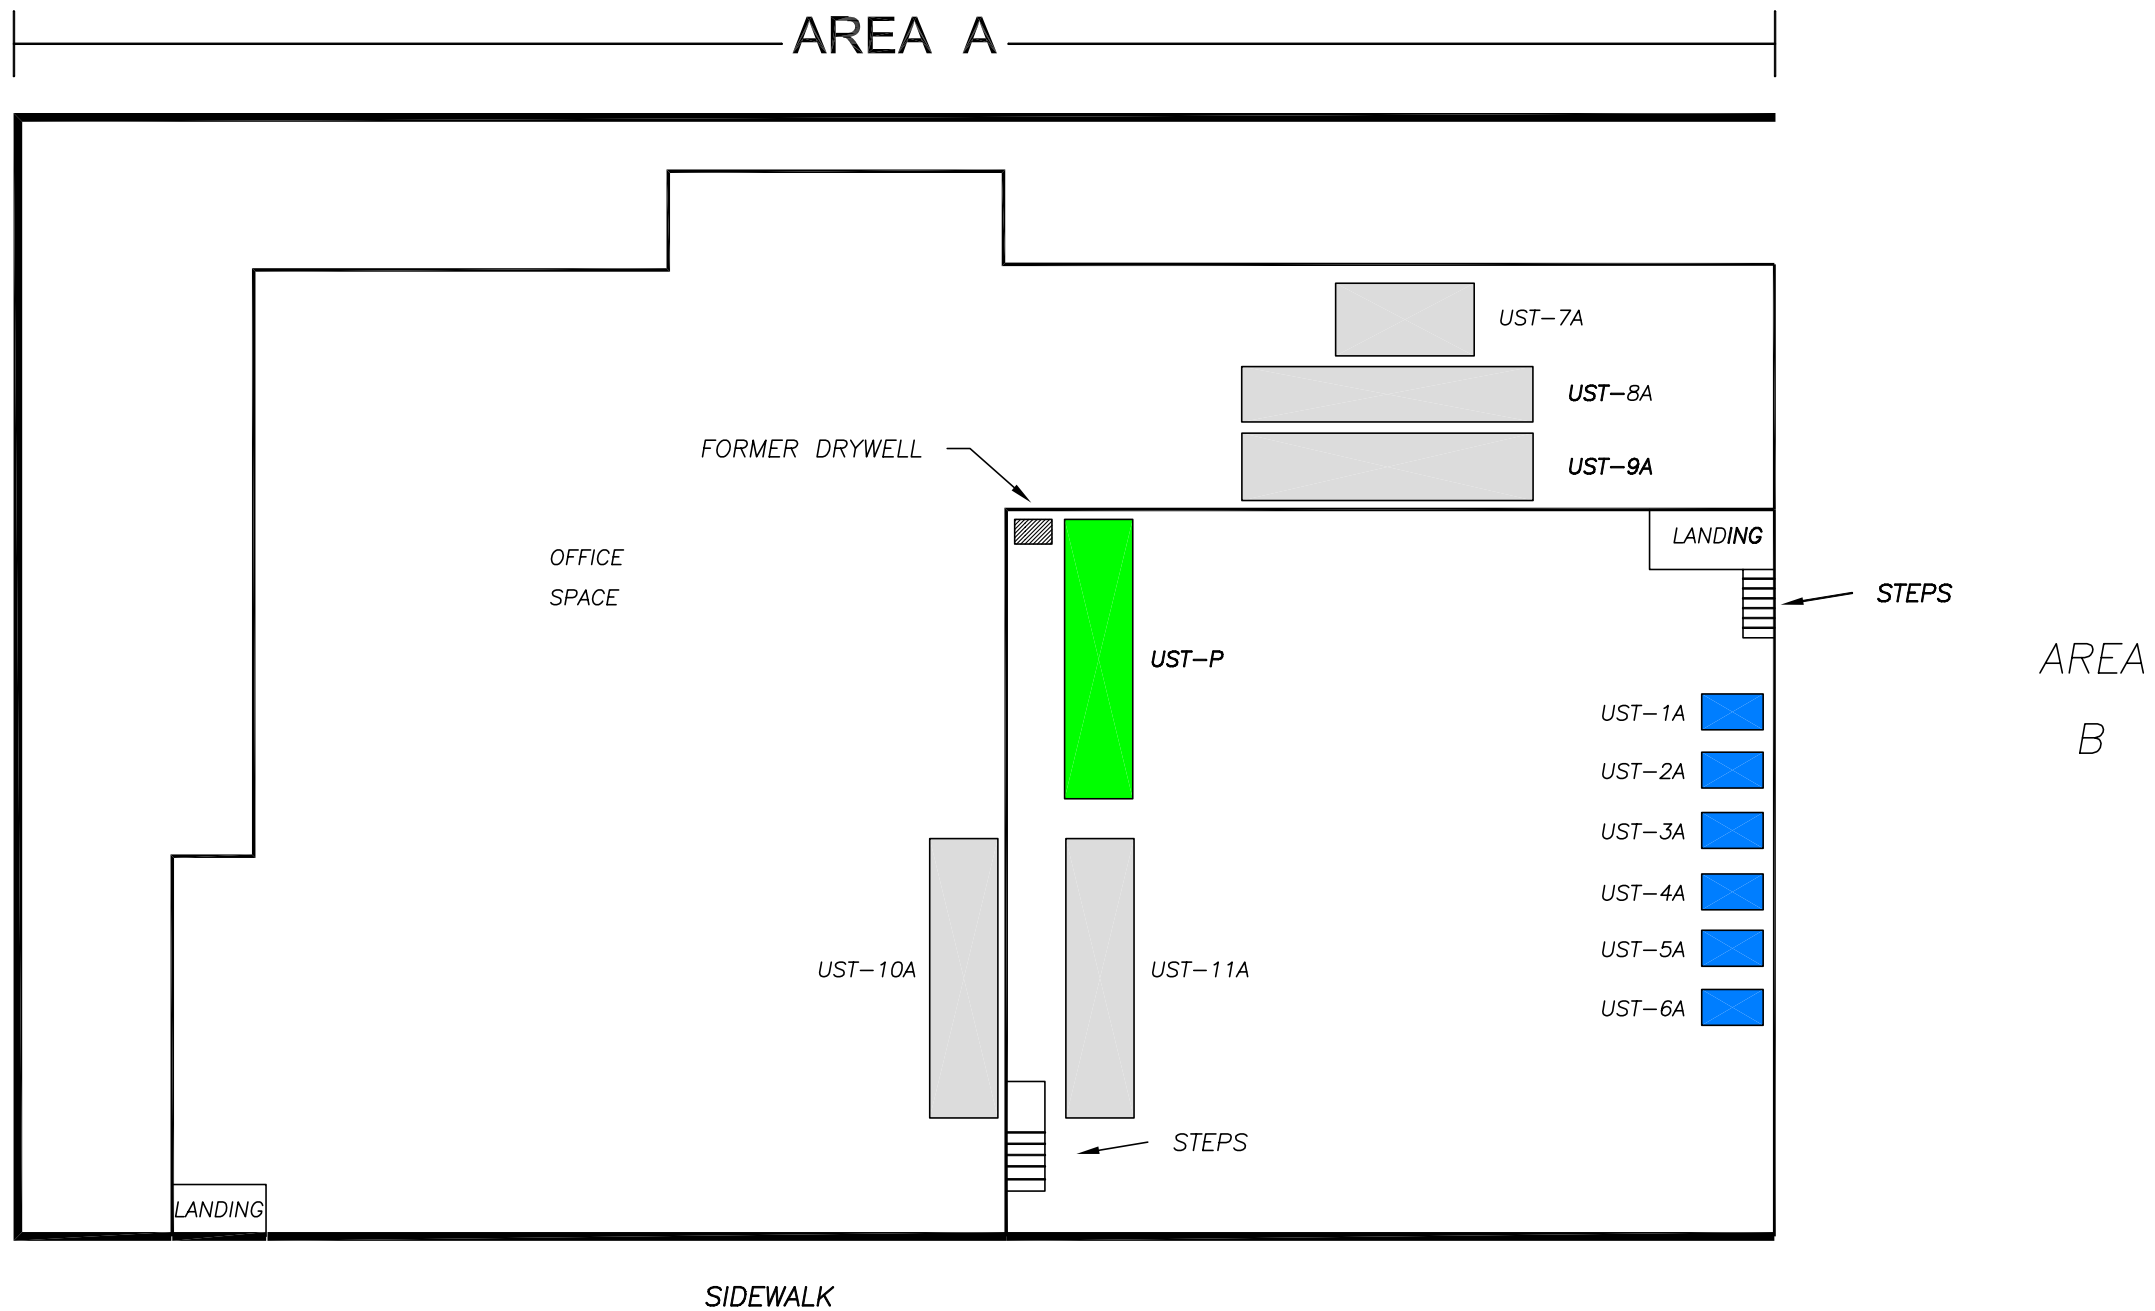 AREA A
UST-7A
UST-8A
FORMER DRYWELL
UST-9A
LANDING
OFFICE
SPACE
STEPS
UST-P
AREA
B
UST-1A
UST-2A
UST-3A
UST-4A
UST-5A
UST-10A
UST-11A
UST-6A
STEPS
LANDING
SIDEWALK